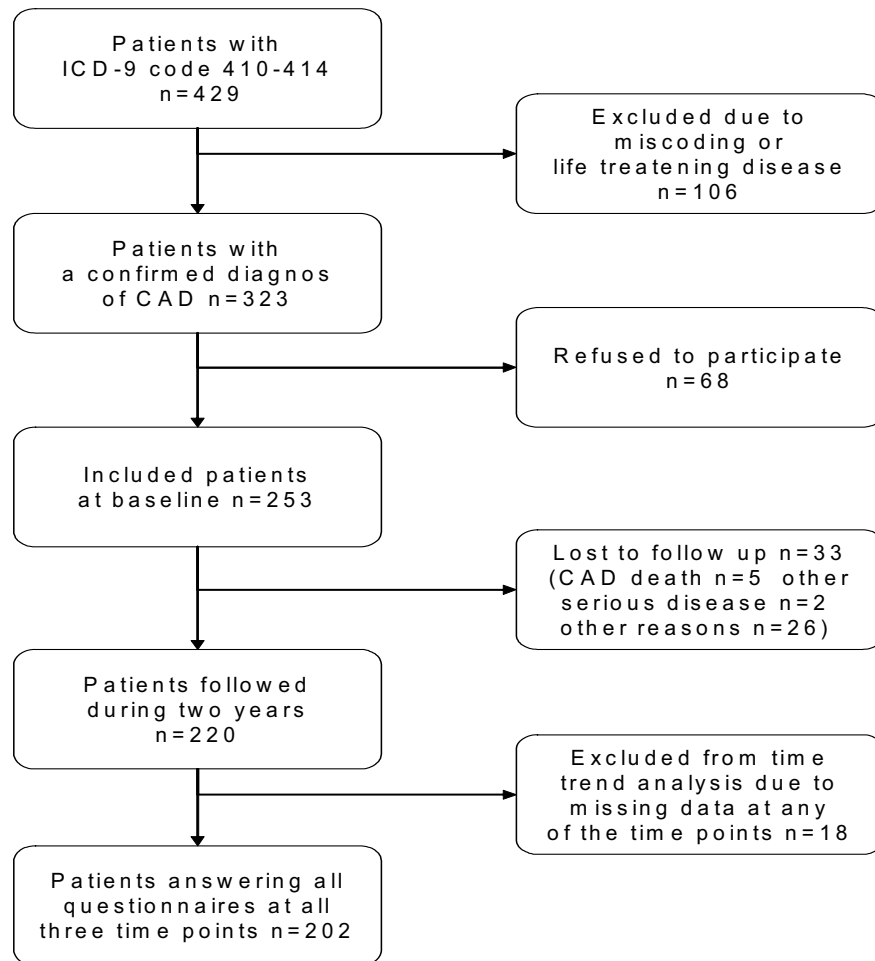 Patients with
ICD-9 code 410-414
n=429
Excluded due to
miscoding or
life treatening disease
n=106
Patients with
a confirmed diagnos
of CAD n=323
Refused to participate
n=68
Included patients
at baseline n=253
Lost to follow up n=33
(CAD death n=5 other
serious disease n=2
other reasons n=26)
Patients followed
during two years
n=220
Excluded from time
trend analysis due to
missing data at any
of the time points n=18
Patients answering all
questionnaires at all
three time points n=202